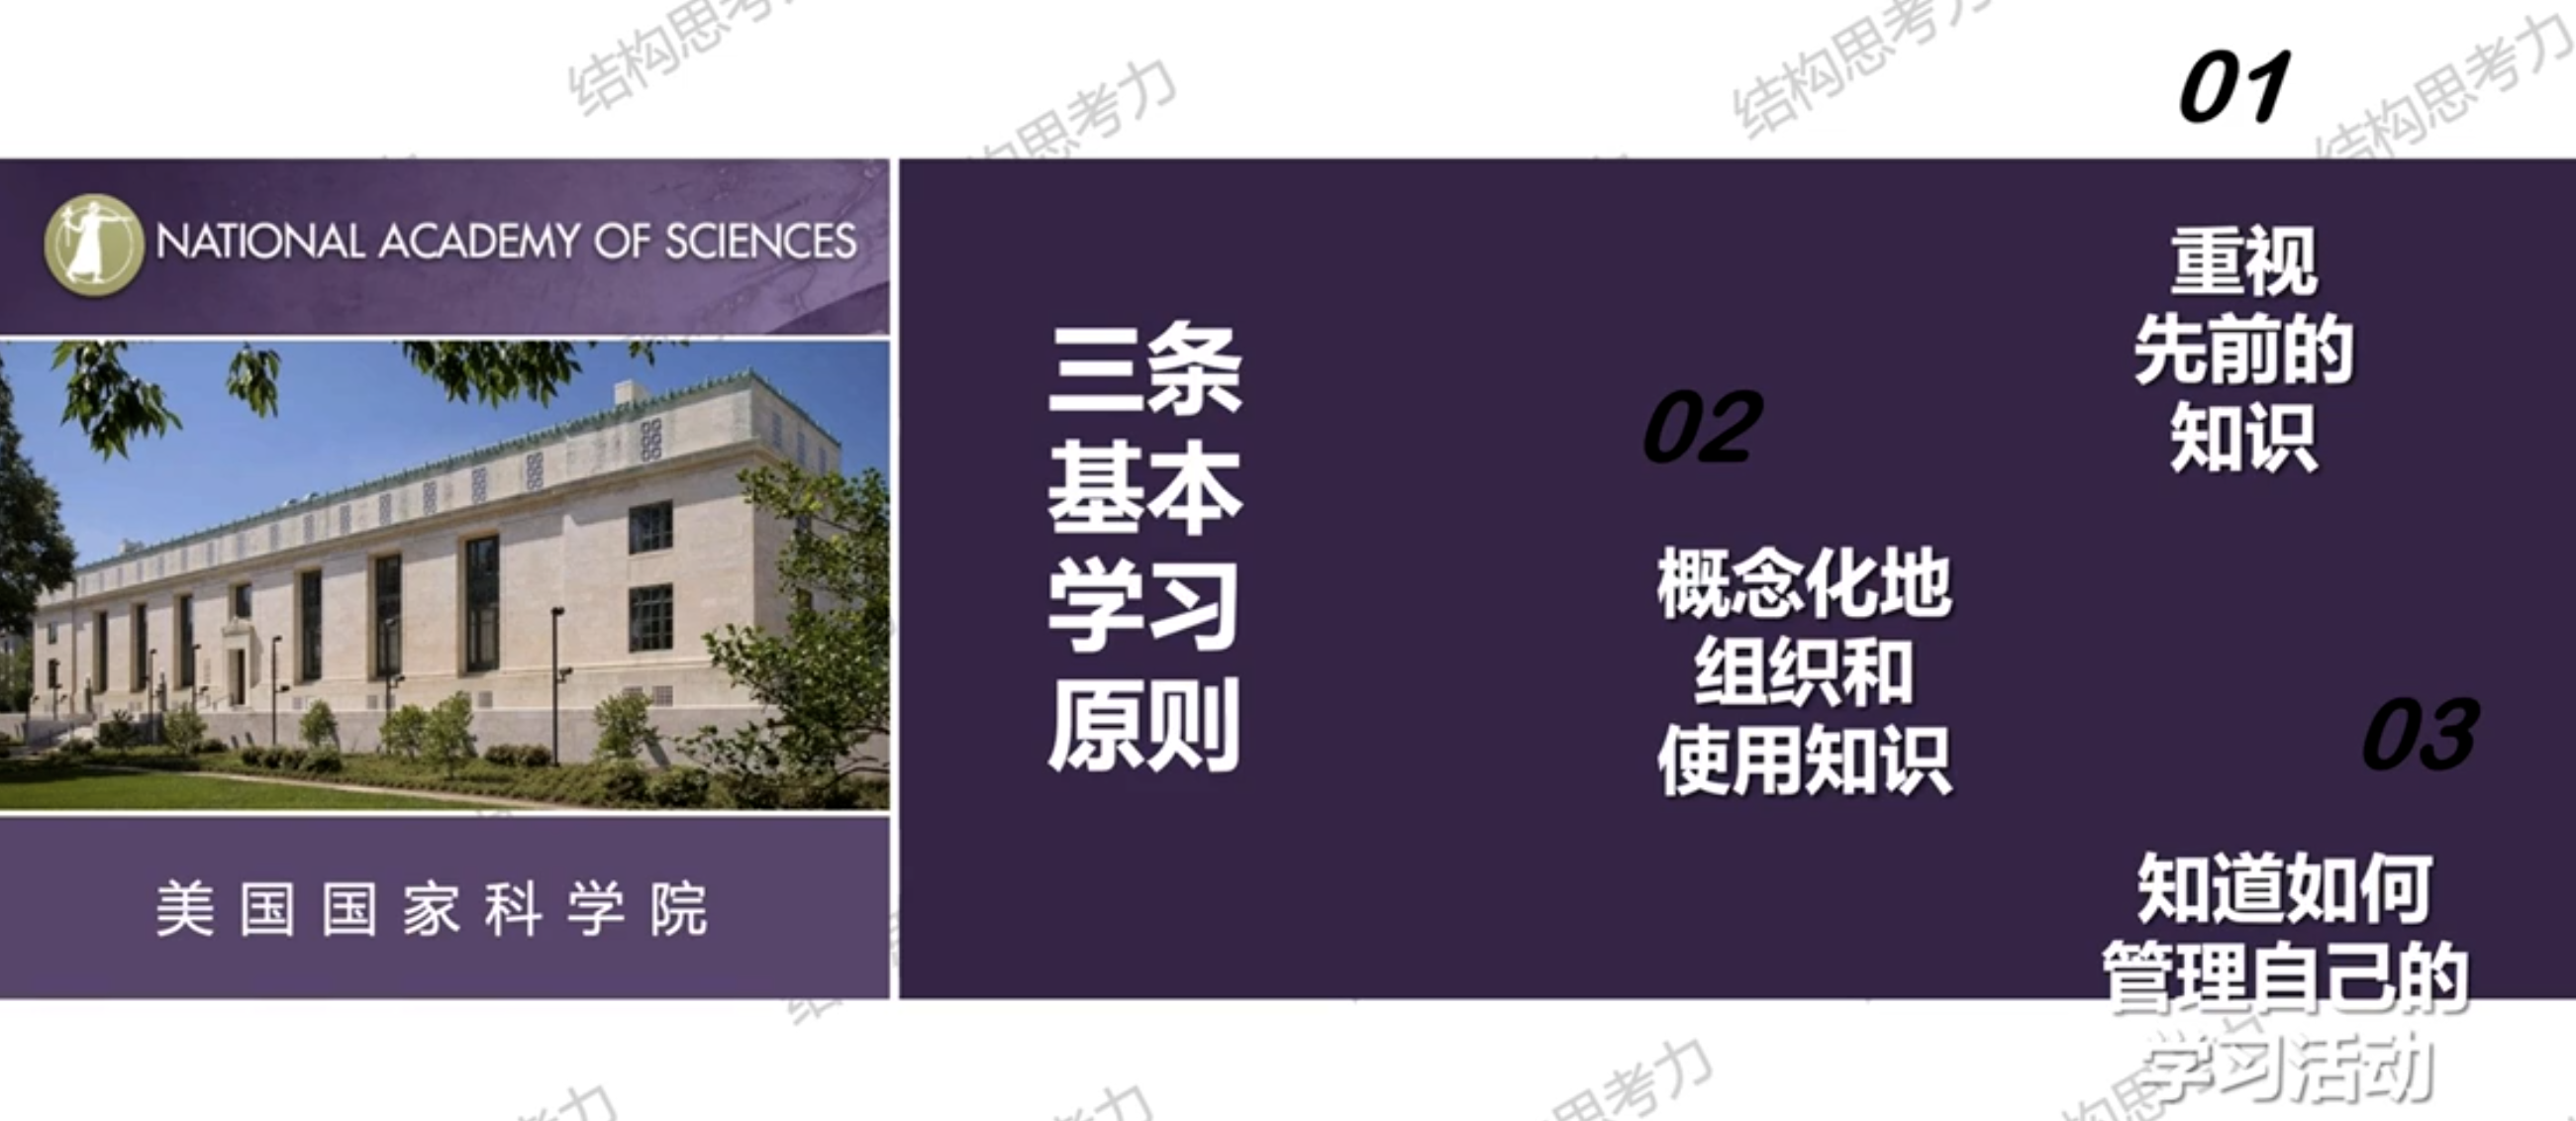 结构思考力
结构思考力
结构思考力
思考力
NATIONAL ACADEMY OF SCIENCES
美国国家科学院
三条
基本
学习
原则
01
重视
先前的
知识
02
概念化地
组织和
使用知识
03
知道如何
管理自己的
学习活动
思考力